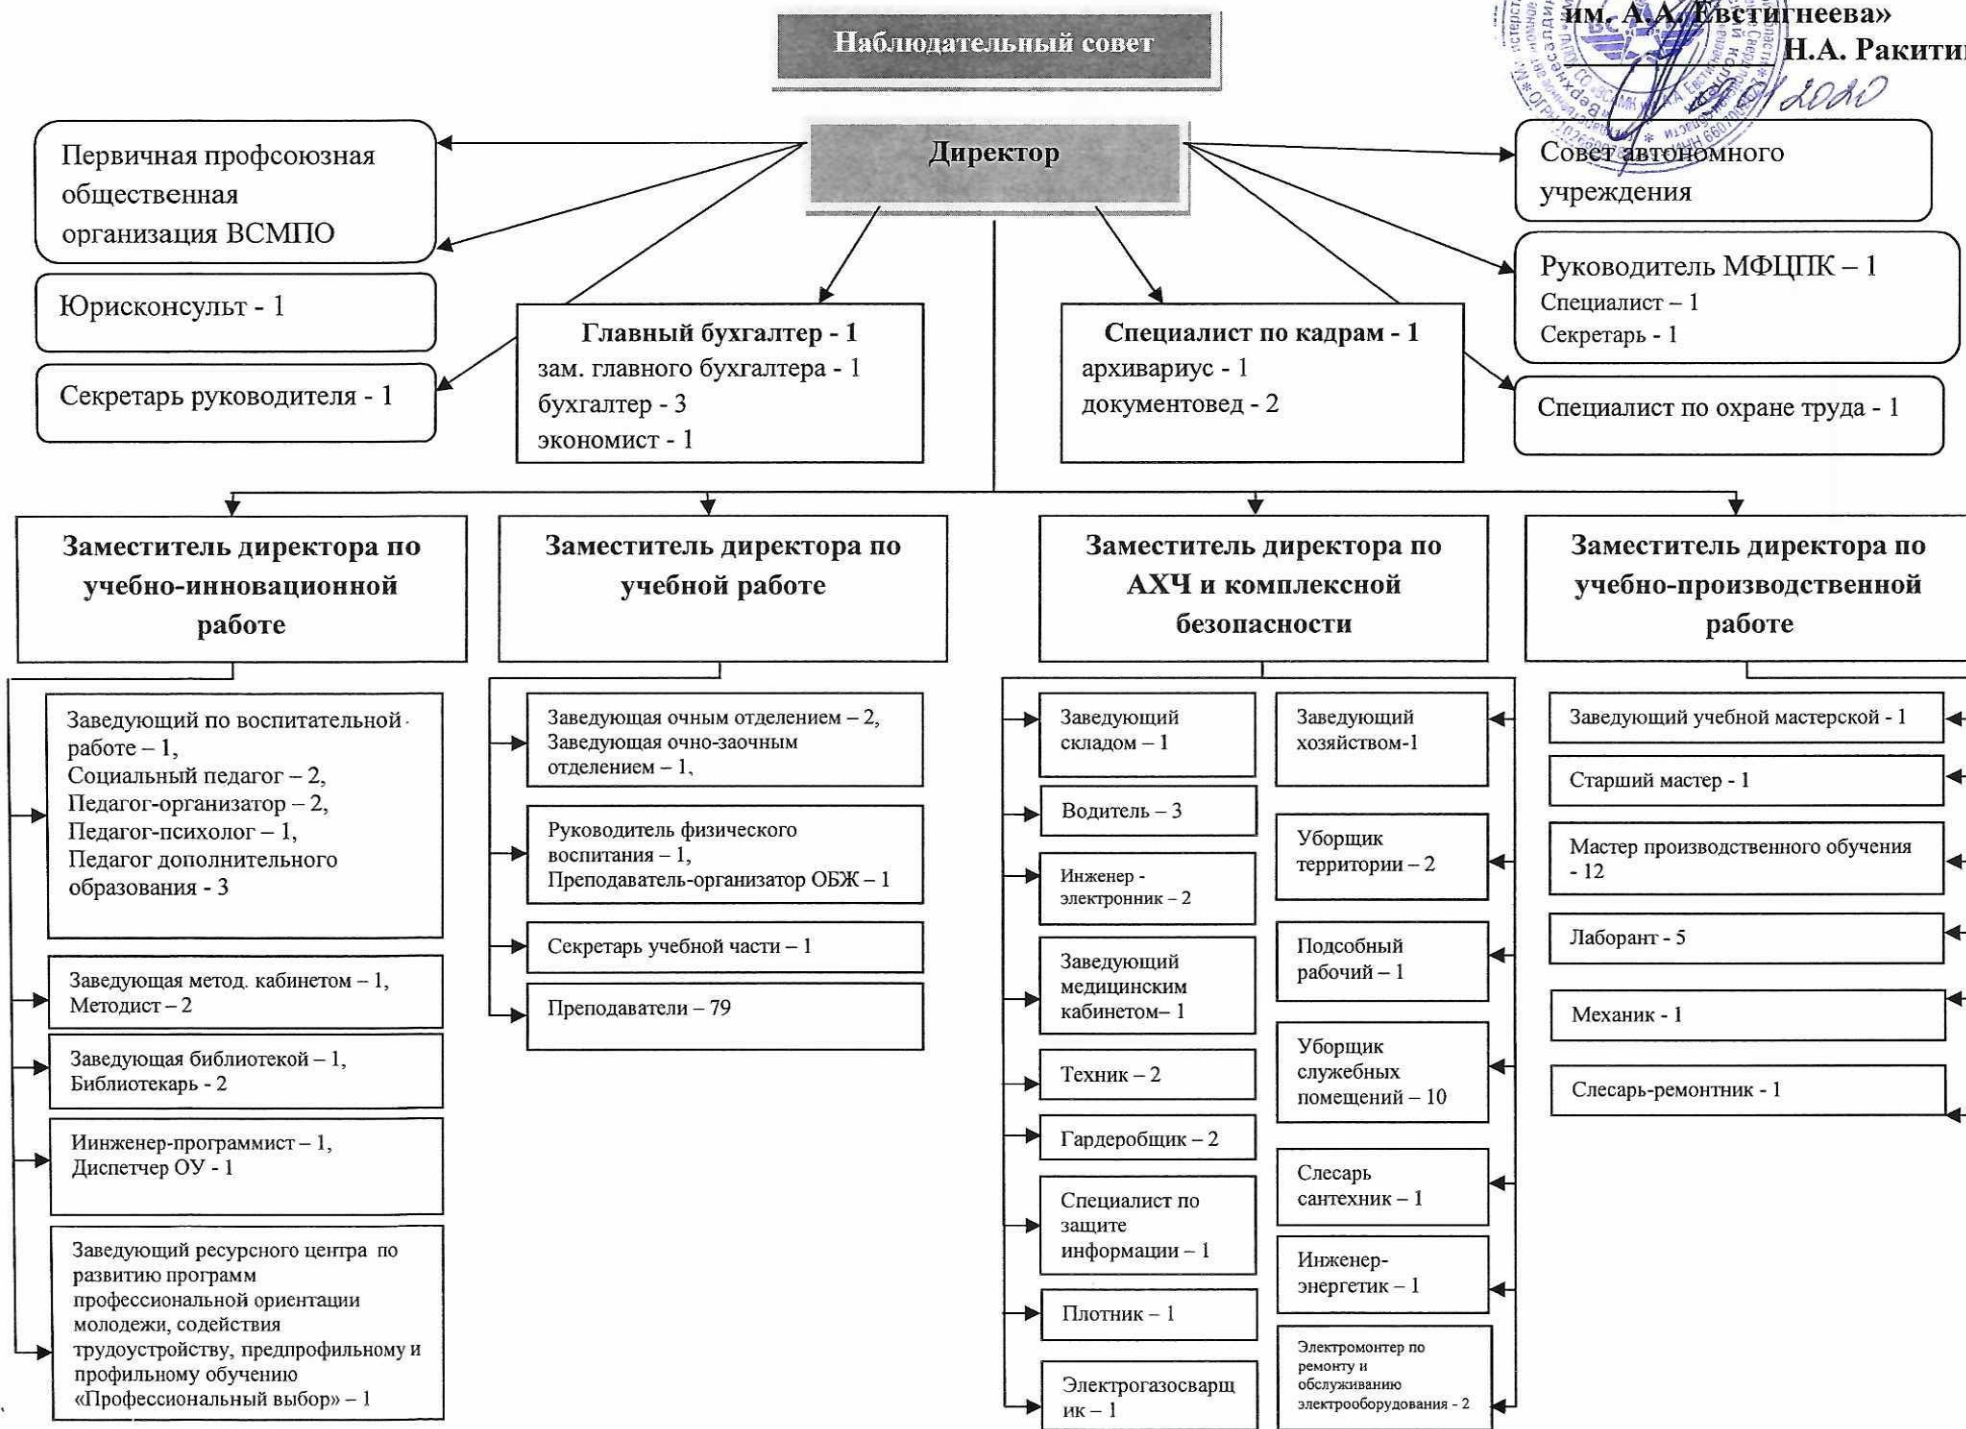 им. А.А. Евстигнеева»
Н.А. Ракитин
2020
Наблюдательный совет
Директор
Первичная профсоюзная
общественная
организация ВСМПО
Юрисконсульт - 1
Секретарь руководителя - 1
Главный бухгалтер - 1
зам. главного бухгалтера - 1
бухгалтер - 3
экономист - 1
Специалист по кадрам - 1
архивариус - 1
документовед - 2
Совет автономного
учреждения
Руководитель МФЦПК – 1
Специалист – 1
Секретарь - 1
Специалист по охране труда - 1
Заместитель директора по
учебно-инновационной
работе
Заведующий по воспитательной
работе – 1,
Социальный педагог – 2,
Педагог-организатор – 2,
Педагог-психолог – 1,
Педагог дополнительного
образования - 3
Заведующая метод. кабинетом – 1,
Методист – 2
Заведующая библиотекой – 1,
Библиотекарь - 2
Иинженер-программист – 1,
Диспетчер ОУ - 1
Заведующий ресурсного центра по
развитию программ
профессиональной ориентации
молодежи, содействия
трудоустройству, предпрофильному и
профильному обучению
«Профессиональный выбор» – 1
Заместитель директора по
учебной работе
Заведующая очным отделением – 2,
Заведующая очно-заочным
отделением – 1,
Руководитель физического
воспитания – 1,
Преподаватель-организатор ОБЖ – 1
Секретарь учебной части – 1
Преподаватели – 79
Заместитель директора по
АХЧ и комплексной
безопасности
Заведующий
складом – 1
Водитель – 3
Инженер -
электронник – 2
Заведующий
медицинским
кабинетом– 1
Техник – 2
Гардеробщик – 2
Специалист по
защите
информации – 1
Плотник – 1
Электрогазосварщ
ик – 1
Заведующий
хозяйством-1
Уборщик
территории – 2
Подсобный
рабочий – 1
Уборщик
служебных
помещений – 10
Слесарь
сантехник – 1
Инженер-
энергетик – 1
Электромонтер по
ремонту и
обслуживанию
электрооборудования - 2
Заместитель директора по
учебно-производственной
работе
Заведующий учебной мастерской - 1
Старший мастер - 1
Мастер производственного обучения
- 12
Лаборант - 5
Механик - 1
Слесарь-ремонтник - 1